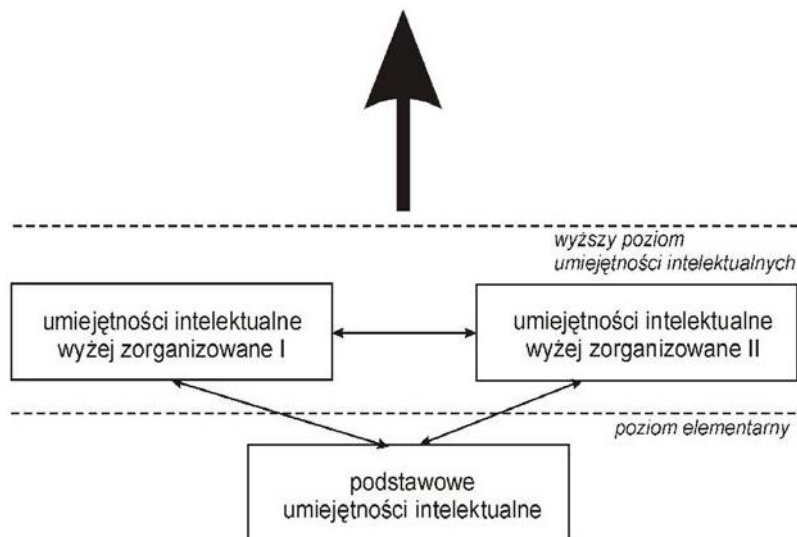 wyższy poziom
umiejętności intelektualnych
umiejętności intelektualne
wyżej zorganizowane I
umiejętności intelektualne
wyżej zorganizowane II
poziom elementarny
podstawowe
umiejętności intelektualne